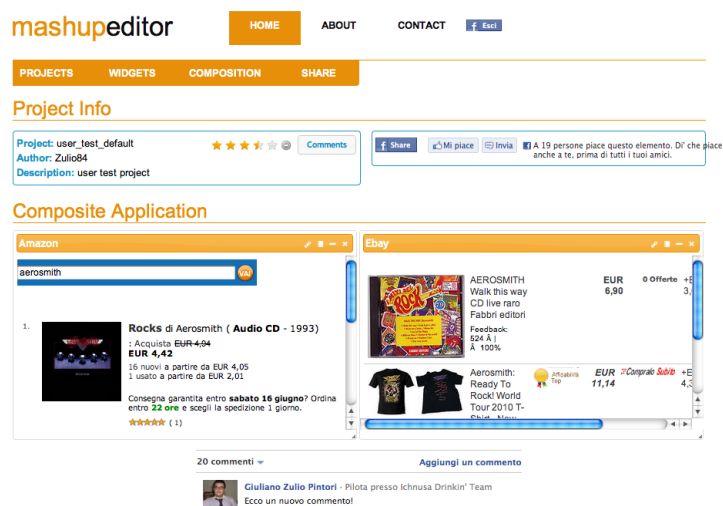 mashupeditor
HOME ABOUT CONTACT Esci
PROJECTS WIDGETS COMPOSITION SHARE
Project Info
Project: user_test_default
Comments
Author: Zulio84
Description: user test project
Share Mi piace Invia A 19 persone piace questo elemento. Di' che piace
anche a te, prima di tutti i tuoi amici.
Composite Application
Amazon
aerosmith VAI
1.
Rocks di Aerosmith ( Audio CD - 1993)
: Acquista EUR 4,94
EUR 4,42
16 nuovi a partire da EUR 4,05
1 usato a partire da EUR 2,01
Consegna garantita entro sabato 16 giugno? Ordina
entro 22 ore e scegli la spedizione 1 giorno.
( 1)
Ebay
AEROSMITH
Walk this way
CD live raro
Fabbri editori
EUR
6,90
0 Offerte +E
3,
Feedback:
524 Â |
Â 100%
ROCK
Aerosmith:
Ready To
Rock! World
Tour 2010 T-
Shirt - New
Affidabilità
Top
EUR
11,14
Compralo Subito +E
4,3
20 commenti Aggiungi un commento
Giuliano Zulio Pintori · Pilota presso Ichnusa Drinkin' Team
Ecco un nuovo commento!